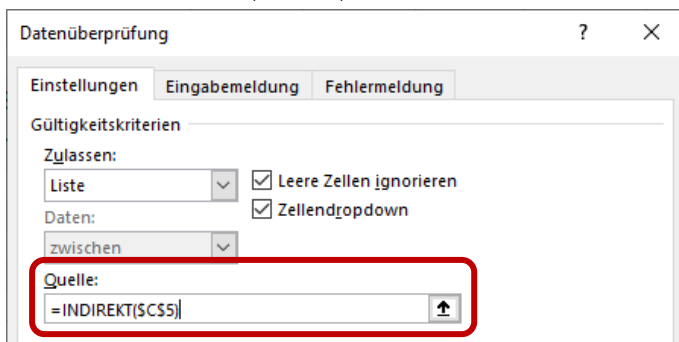 Datenüberprüfung ? ×
Einstellungen Eingabemeldung Fehlermeldung
Gültigkeitskriterien
Zulassen:
Liste Leere Zellen ignorieren
Daten: Zellendropdown
zwischen
Quelle:
=INDIREKT($C$5)